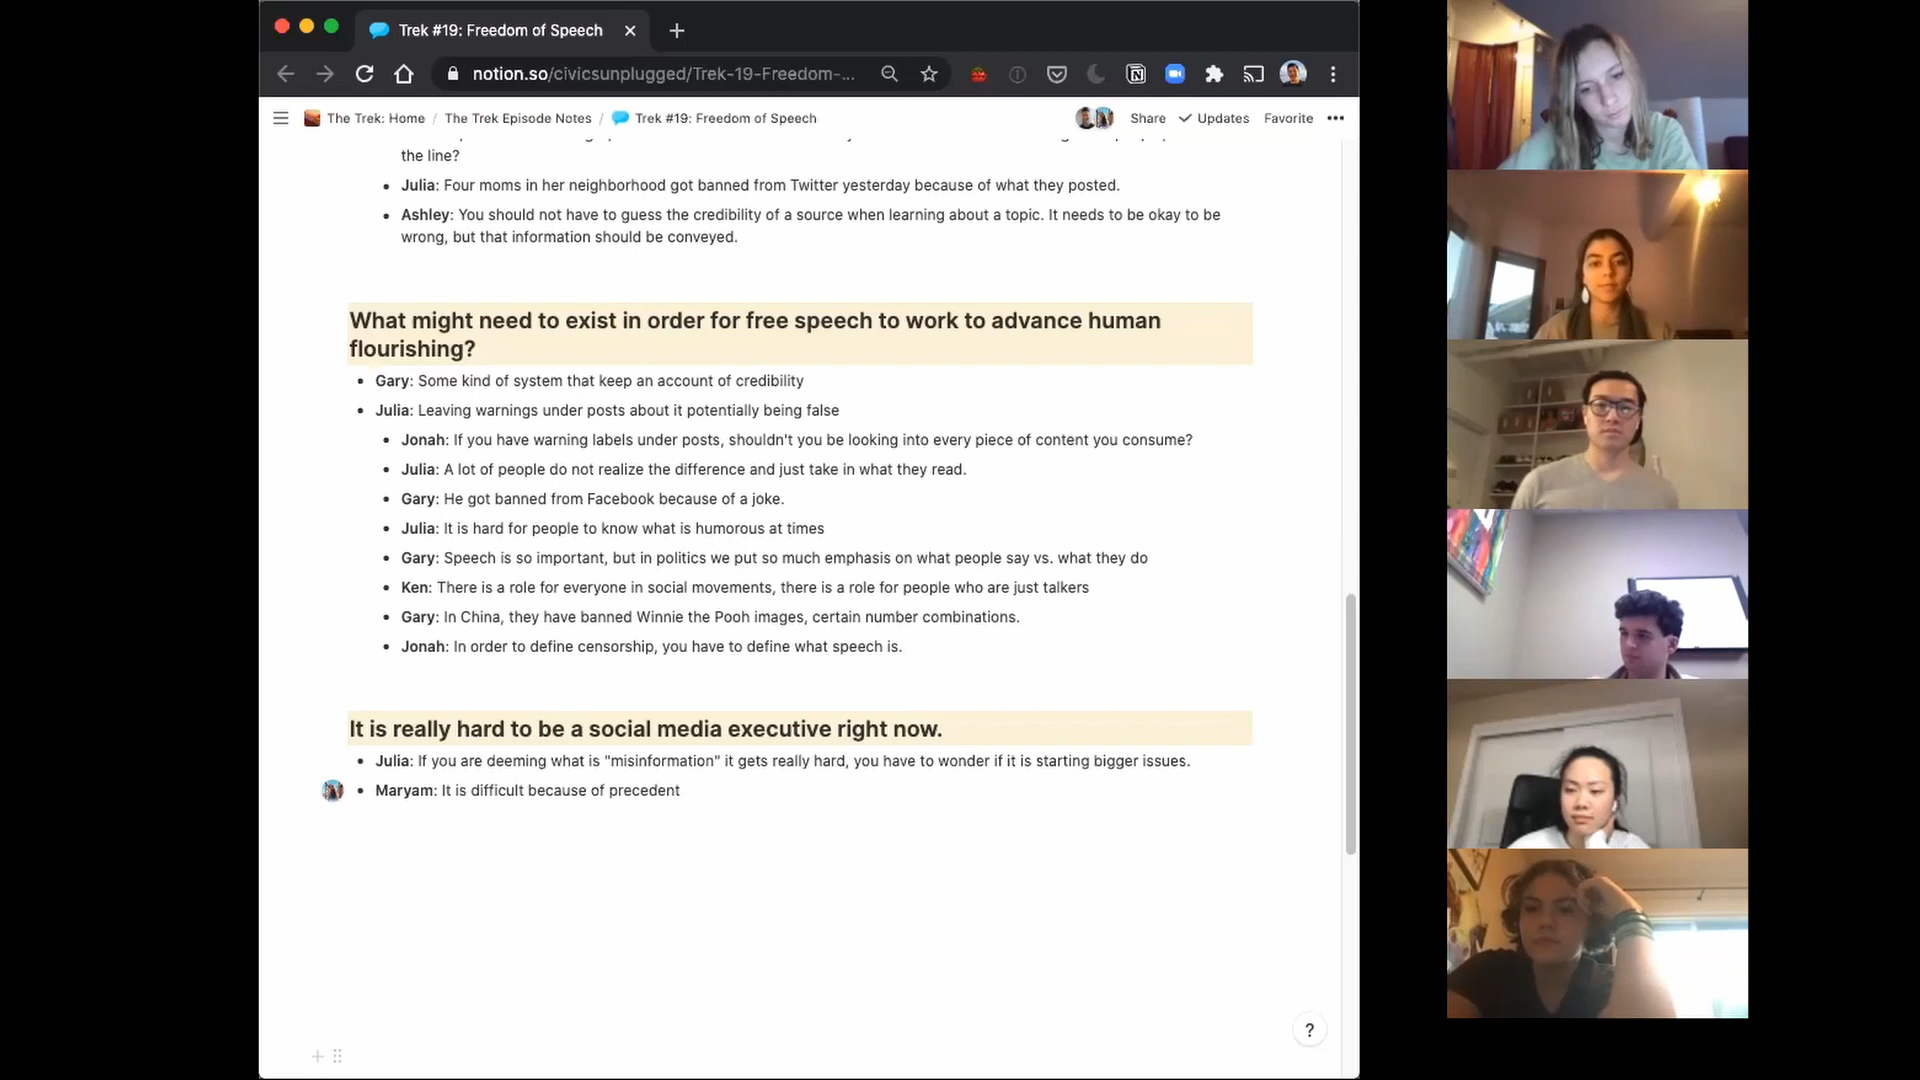 Trek #19: Freedom of Speech
notion.so/civicsunplugged/Trek-19-Freedom-...
The Trek: Home / The Trek Episode Notes / Trek #19: Freedom of Speech
Share Updates Favorite
the line?
Julia: Four moms in her neighborhood got banned from Twitter yesterday because of what they posted.
Ashley: You should not have to guess the credibility of a source when learning about a topic. It needs to be okay to be
wrong, but that information should be conveyed.
What might need to exist in order for free speech to work to advance human
flourishing?
Gary: Some kind of system that keep an account of credibility
Julia: Leaving warnings under posts about it potentially being false
Jonah: If you have warning labels under posts, shouldn't you be looking into every piece of content you consume?
Julia: A lot of people do not realize the difference and just take in what they read.
Gary: He got banned from Facebook because of a joke.
Julia: It is hard for people to know what is humorous at times
Gary: Speech is so important, but in politics we put so much emphasis on what people say vs. what they do
Ken: There is a role for everyone in social movements, there is a role for people who are just talkers
Gary: In China, they have banned Winnie the Pooh images, certain number combinations.
Jonah: In order to define censorship, you have to define what speech is.
It is really hard to be a social media executive right now.
Julia: If you are deeming what is "misinformation" it gets really hard, you have to wonder if it is starting bigger issues.
Maryam: It is difficult because of precedent
?